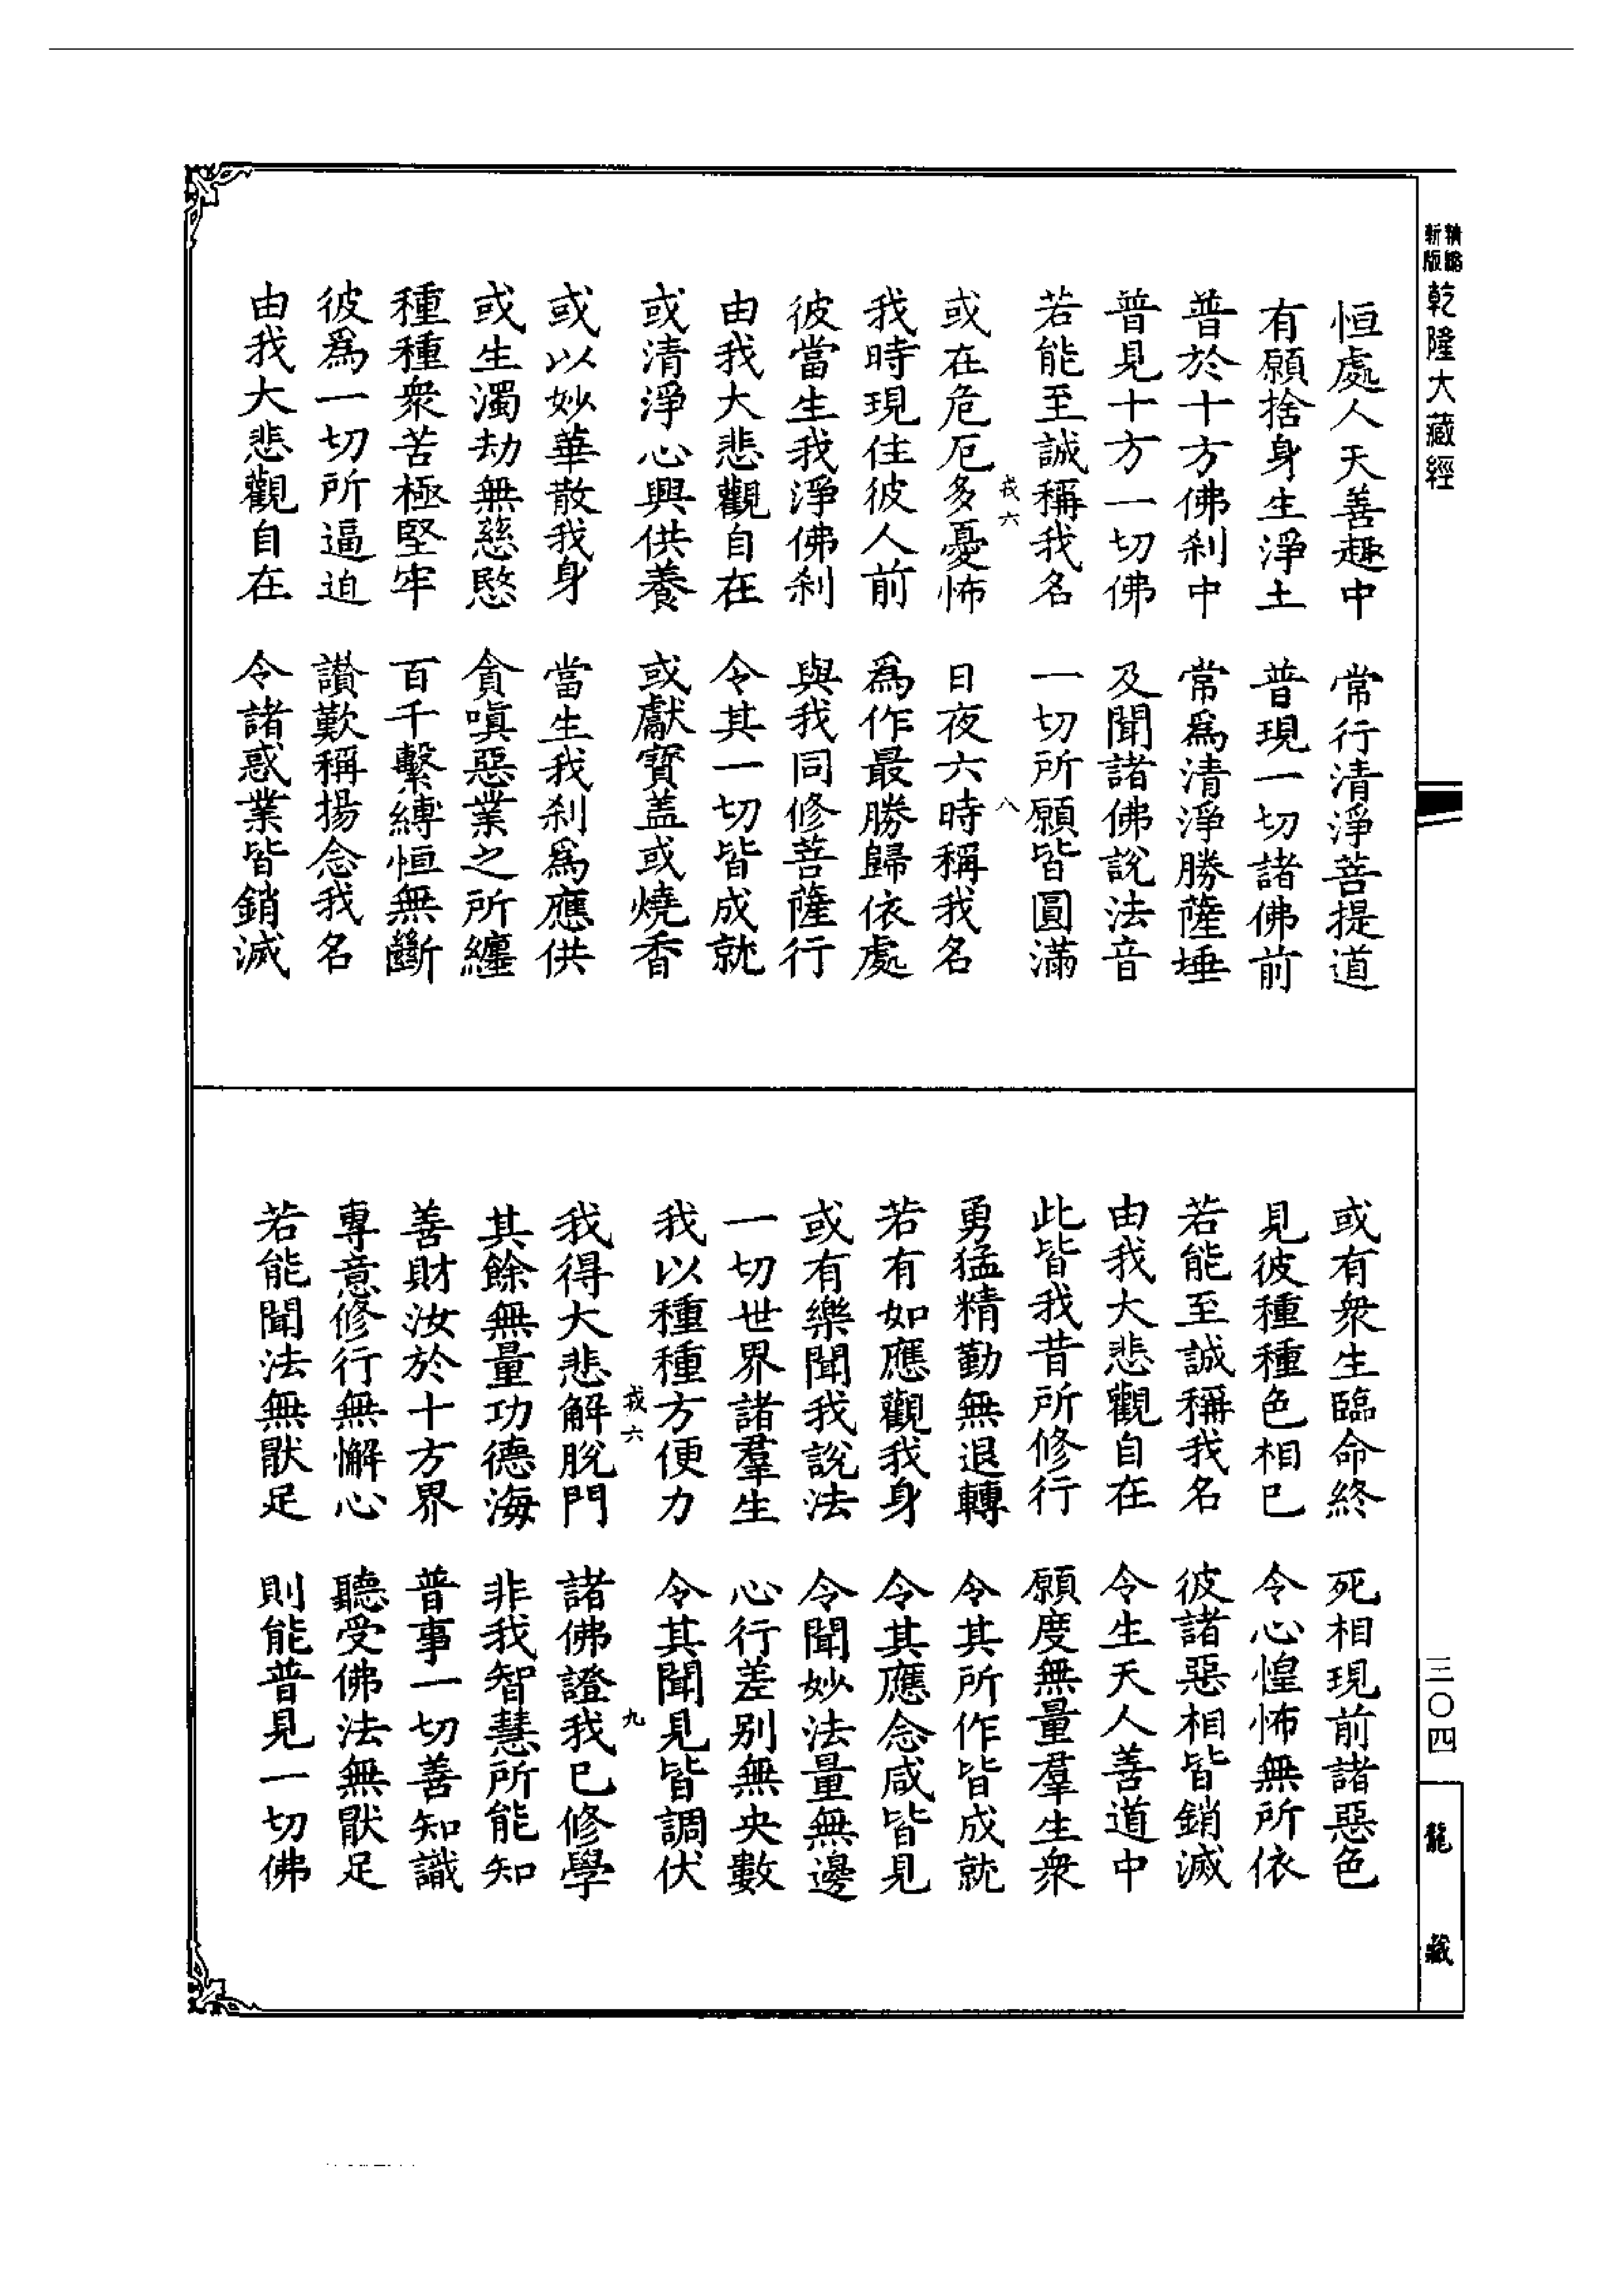 精縮
新版
乾隆大藏經
恒處人天善趣中　常行清淨菩提道
有願捨身生淨土　普現一切諸佛前
普於十方佛刹中　常爲清淨勝薩埵
普見十方一切佛　及聞諸佛說法音
若能至誠稱我名　一切所願皆圓滿
我六　八
或在危厄多憂怖　日夜六時稱我名
我時現住彼人前　爲作最勝歸依處
彼當生我淨佛刹　與我同修菩薩行
由我大悲觀自在　令其一切皆成就
或清淨心興供養　或獻寶盖或燒香
或以妙華散我身　當生我刹爲應供
或生濁劫無慈愍　貪嗔惡業之所纏
種種衆苦極堅牢　百千繫縛恒無斷
彼爲一切所逼迫　讃歎稱揚念我名
由我大悲觀自在　令諸惑業皆銷滅
或有衆生臨命終　死相現前諸惡色
見彼種種色相已　令心惶怖無所依
若能至誠稱我名　彼諸惡相皆銷滅
由我大悲觀自在　令生天人善道中
此皆我昔所修行　願度無量羣生衆
勇猛精勤無退轉　令其所作皆成就
若有如應觀我身　令其應念咸皆見
或有樂聞我說法　令聞妙法量無邊
一切世界諸羣生　心行差别無央數
我以種種方便力　令其聞見皆調伏
我六　九
我得大悲解脫門　諸佛證我已修學
其餘無量功德海　非我智慧所能知
善財汝於十方界　普事一切善知識
專意修行無懈心　聽受佛法無猒足
若能聞法無猒足　則能普見一切佛
三〇四
龍藏